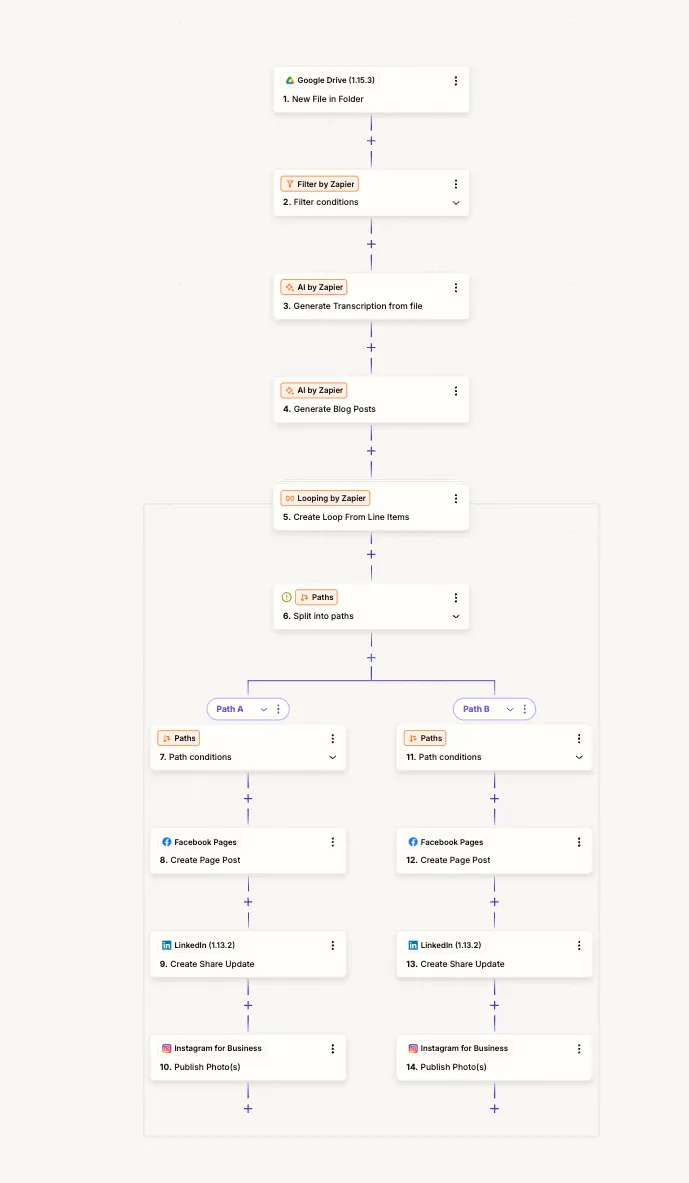 Google Drive (1.15.3)
1. New File in Folder
Filter by Zapier
2. Filter conditions
AI by Zapier
3. Generate Transcription from file
AI by Zapier
4. Generate Blog Posts
Looping by Zapier
5. Create Loop From Line Items
Paths
6. Split into paths
Path A
Path B
Paths
7. Path conditions
Paths
11. Path conditions
Facebook Pages
8. Create Page Post
Facebook Pages
12. Create Page Post
LinkedIn (1.13.2)
9. Create Share Update
LinkedIn (1.13.2)
13. Create Share Update
Instagram for Business
10. Publish Photo(s)
Instagram for Business
14. Publish Photo(s)